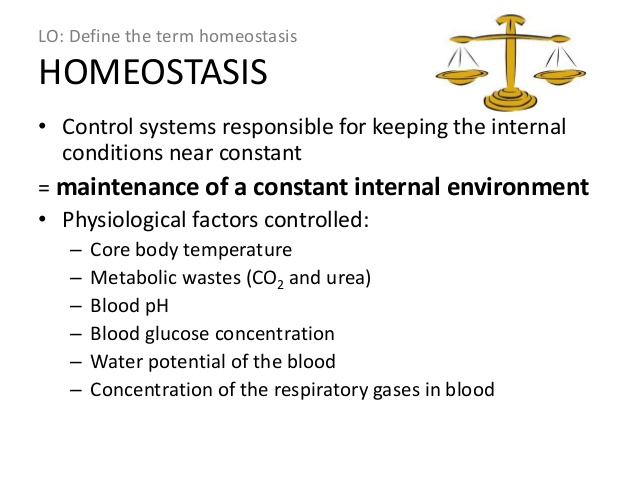 LO: Define the term homeostasis
HOMEOSTASIS
• Control systems responsible for keeping the internal
conditions near constant
= maintenance of a constant internal environment
• Physiological factors controlled:
– Core body temperature
– Metabolic wastes (CO₂ and urea)
– Blood pH
– Blood glucose concentration
– Water potential of the blood
– Concentration of the respiratory gases in blood